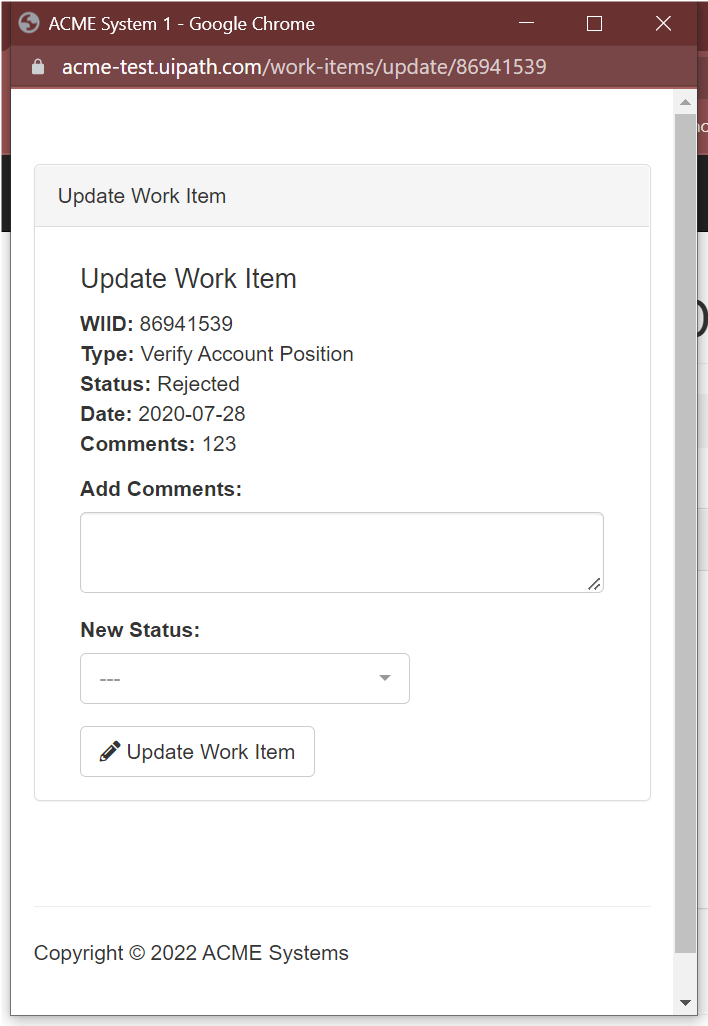 ACME System 1 - Google Chrome
acme-test.uipath.com/work-items/update/86941539
Update Work Item
Update Work Item
WIID: 86941539
Type: Verify Account Position
Status: Rejected
Date: 2020-07-28
Comments: 123
Add Comments:
New Status:
---
Update Work Item
Copyright © 2022 ACME Systems